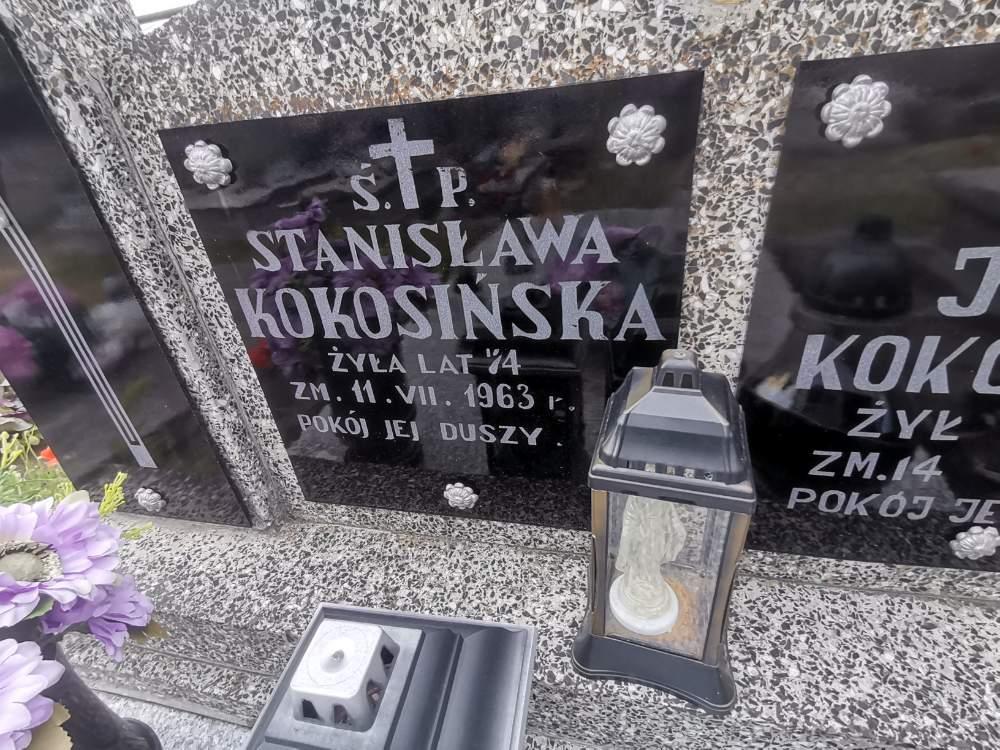 Ś. P.
STANISŁAWA
KOKOSIŃSKA
ŻYŁA LAT 74
ZM. 11. VII. 1963 r.
POKÓJ JEJ DUSZY.
J
KOKO
ŻYŁ
ZM. 14
POKÓJ JE